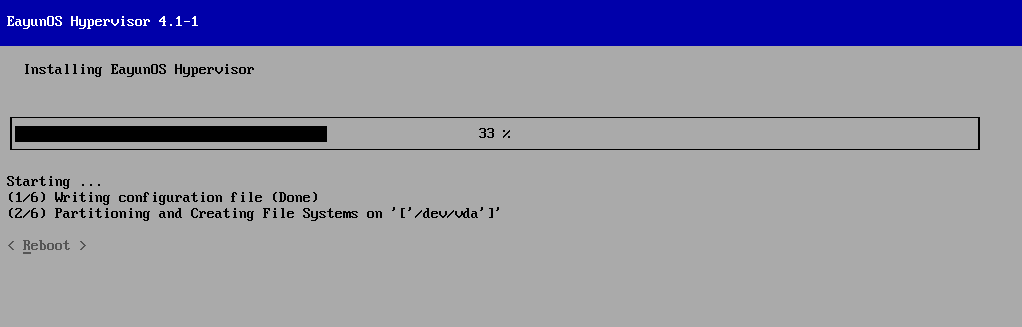 EayunOS Hypervisor 4.1-1
Installing EayunOS Hypervisor
33 %
Starting ...
(1/6) Writing configuration file (Done)
(2/6) Partitioning and Creating File Systems on '['/dev/vda']'
< Reboot >